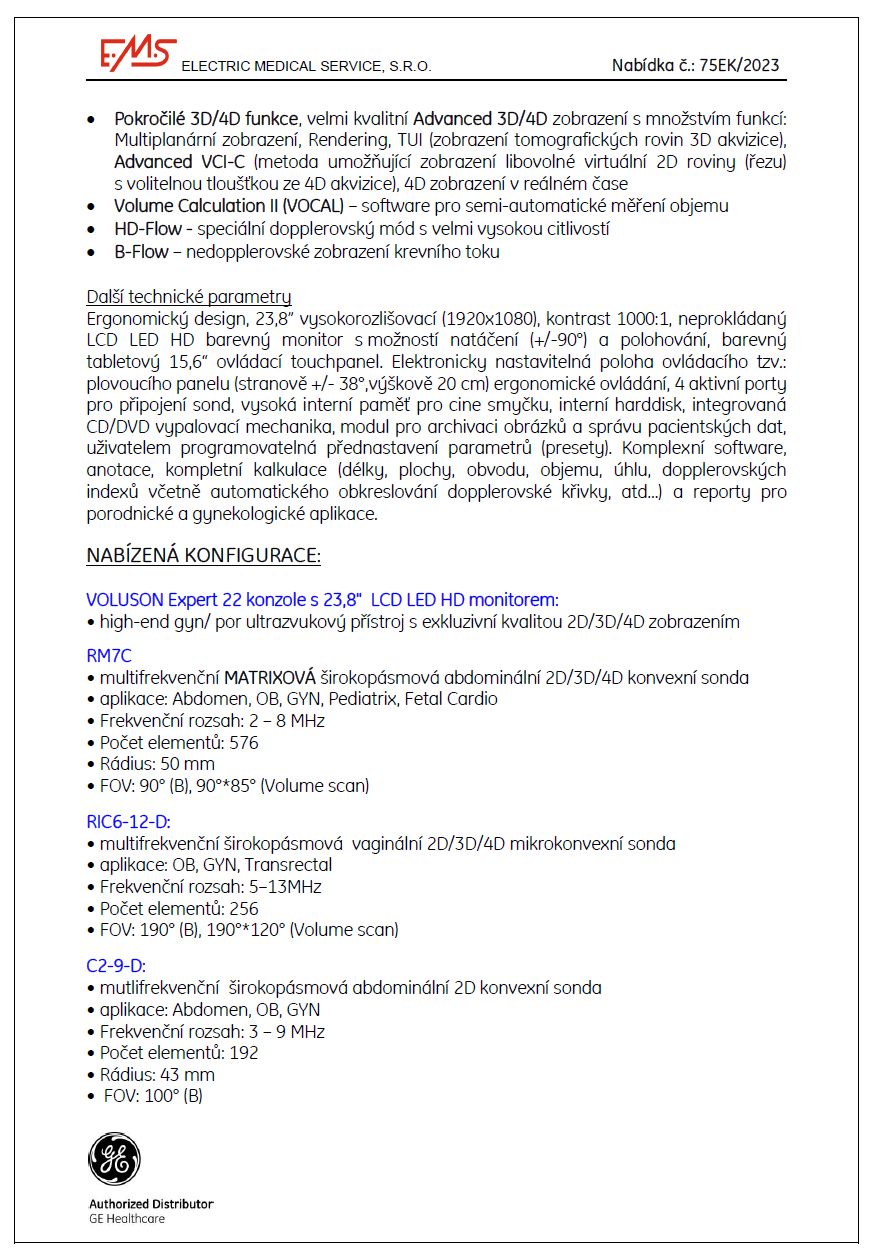 EMS ELECTRIC MEDICAL SERVICE, S.R.O. Nabídka č.: 75EK/2023
• Pokročilé 3D/4D funkce, velmi kvalitní Advanced 3D/4D zobrazení s množstvím funkcí:
Multiplanární zobrazení, Rendering, TUI (zobrazení tomografických rovin 3D akvizice),
Advanced VCI-C (metoda umožňující zobrazení libovolné virtuální 2D roviny (řezu)
s volitelnou tloušťkou ze 4D akvizice), 4D zobrazení v reálném čase
• Volume Calculation II (VOCAL) – software pro semi-automatické měření objemu
• HD-Flow - speciální dopplerovský mód s velmi vysokou citlivostí
• B-Flow – nedopplerovské zobrazení krevního toku
Další technické parametry
Ergonomický design, 23,8″ vysokorozlišovací (1920x1080), kontrast 1000:1, neprokládaný
LCD LED HD barevný monitor s možností natáčení (+/-90°) a polohování, barevný
tabletový 15,6“ ovládací touchpanel. Elektronicky nastavitelná poloha ovládacího tzv.:
plovoucího panelu (stranově +/- 38°,výškově 20 cm) ergonomické ovládání, 4 aktivní porty
pro připojení sond, vysoká interní paměť pro cine smyčku, interní harddisk, integrovaná
CD/DVD vypalovací mechanika, modul pro archivaci obrázků a správu pacientských dat,
uživatelem programovatelná přednastavení parametrů (presety). Komplexní software,
anotace, kompletní kalkulace (délky, plochy, obvodu, objemu, úhlu, dopplerovských
indexů včetně automatického obkreslování dopplerovské křivky, atd…) a reporty pro
porodnické a gynekologické aplikace.
NABÍZENÁ KONFIGURACE:
VOLUSON Expert 22 konzole s 23,8" LCD LED HD monitorem:
• high-end gyn/ por ultrazvukový přístroj s exkluzivní kvalitou 2D/3D/4D zobrazením
RM7C
• multifrekvenční MATRIXOVÁ širokopásmová abdominální 2D/3D/4D konvexní sonda
• aplikace: Abdomen, OB, GYN, Pediatrix, Fetal Cardio
• Frekvenční rozsah: 2 – 8 MHz
• Počet elementů: 576
• Rádius: 50 mm
• FOV: 90° (B), 90°*85° (Volume scan)
RIC6-12-D:
• multifrekvenční širokopásmová vaginální 2D/3D/4D mikrokonvexní sonda
• aplikace: OB, GYN, Transrectal
• Frekvenční rozsah: 5–13MHz
• Počet elementů: 256
• FOV: 190° (B), 190°*120° (Volume scan)
C2-9-D:
• mutlifrekvenční širokopásmová abdominální 2D konvexní sonda
• aplikace: Abdomen, OB, GYN
• Frekvenční rozsah: 3 – 9 MHz
• Počet elementů: 192
• Rádius: 43 mm
• FOV: 100° (B)
GE
Authorized Distributor
GE Healthcare